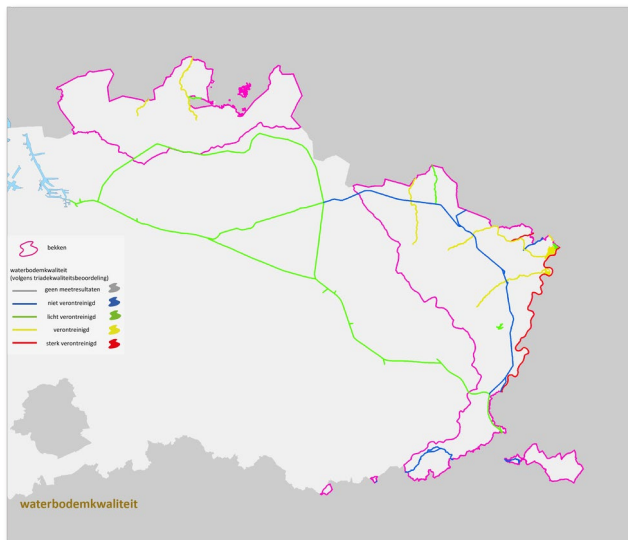 bekken
waterbodemkwaliteit
(volgens triadekwaliteitsbeoordeling)
geen meetresultaten
niet verontreinigd
licht verontreinigd
verontreinigd
sterk verontreinigd
waterbodemkwaliteit